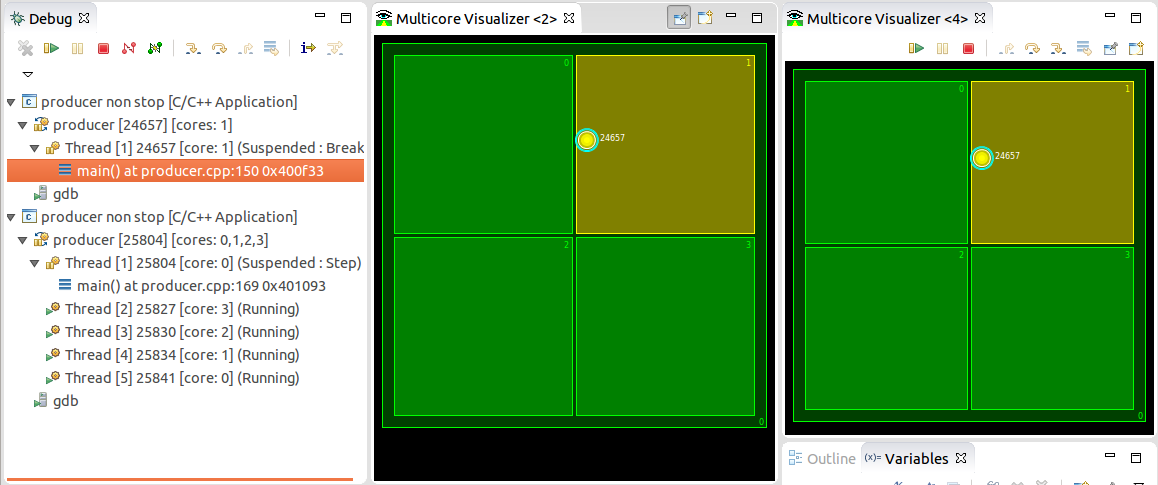 Debug
producer non stop [C/C++ Application]
producer [24657] [cores: 1]
Thread [1] 24657 [core: 1] (Suspended : Break
main() at producer.cpp:150 0x400f33
gdb
producer non stop [C/C++ Application]
producer [25804] [cores: 0,1,2,3]
Thread [1] 25804 [core: 0] (Suspended : Step)
main() at producer.cpp:169 0x401093
Thread [2] 25827 [core: 3] (Running)
Thread [3] 25830 [core: 2] (Running)
Thread [4] 25834 [core: 1] (Running)
Thread [5] 25841 [core: 0] (Running)
gdb
Multicore Visualizer <2>
0
1
24657
2
3
0
Multicore Visualizer <4>
0
1
24657
2
3
0
Outline
(x)= Variables